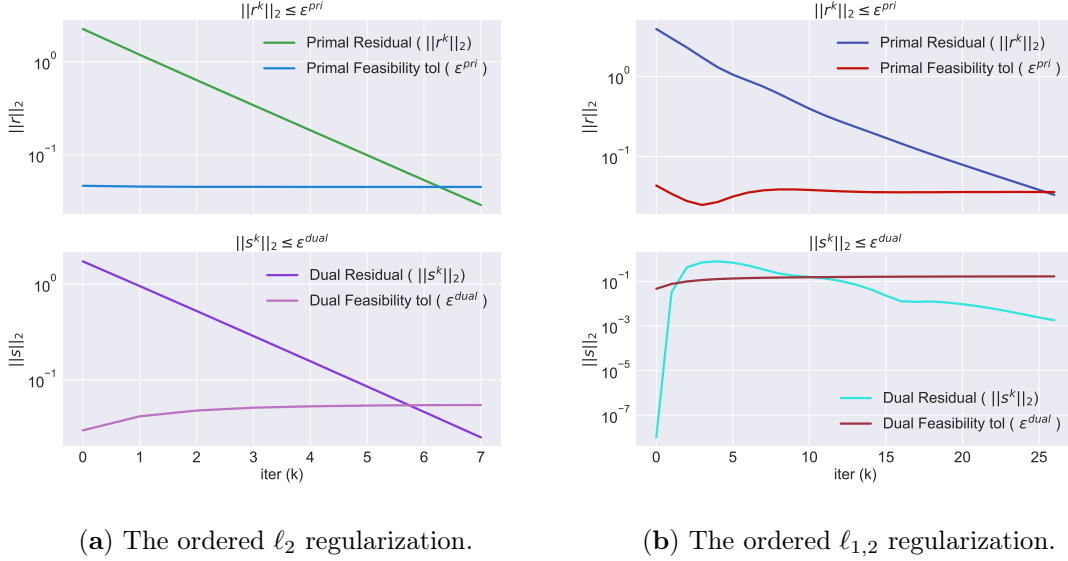 ||r^k||_2 ≤ ε^pri
Primal Residual ( ||r^k||_2)
Primal Feasibility tol ( ε^pri )
10^0
10^−1
||r||_2
||s^k||_2 ≤ ε^dual
Dual Residual ( ||s^k||_2)
Dual Feasibility tol ( ε^dual )
10^0
10^−1
||s||_2
0 1 2 3 4 5 6 7
iter (k)
(a) The ordered ℓ_2 regularization.
||r^k||_2 ≤ ε^pri
Primal Residual ( ||r^k||_2)
Primal Feasibility tol ( ε^pri )
10^0
10^−1
||r||_2
||s^k||_2 ≤ ε^dual
10^−1
10^−3
10^−5
10^−7
||s||_2
Dual Residual ( ||s^k||_2)
Dual Feasibility tol ( ε^dual )
0 5 10 15 20 25
iter (k)
(b) The ordered ℓ_1,2 regularization.